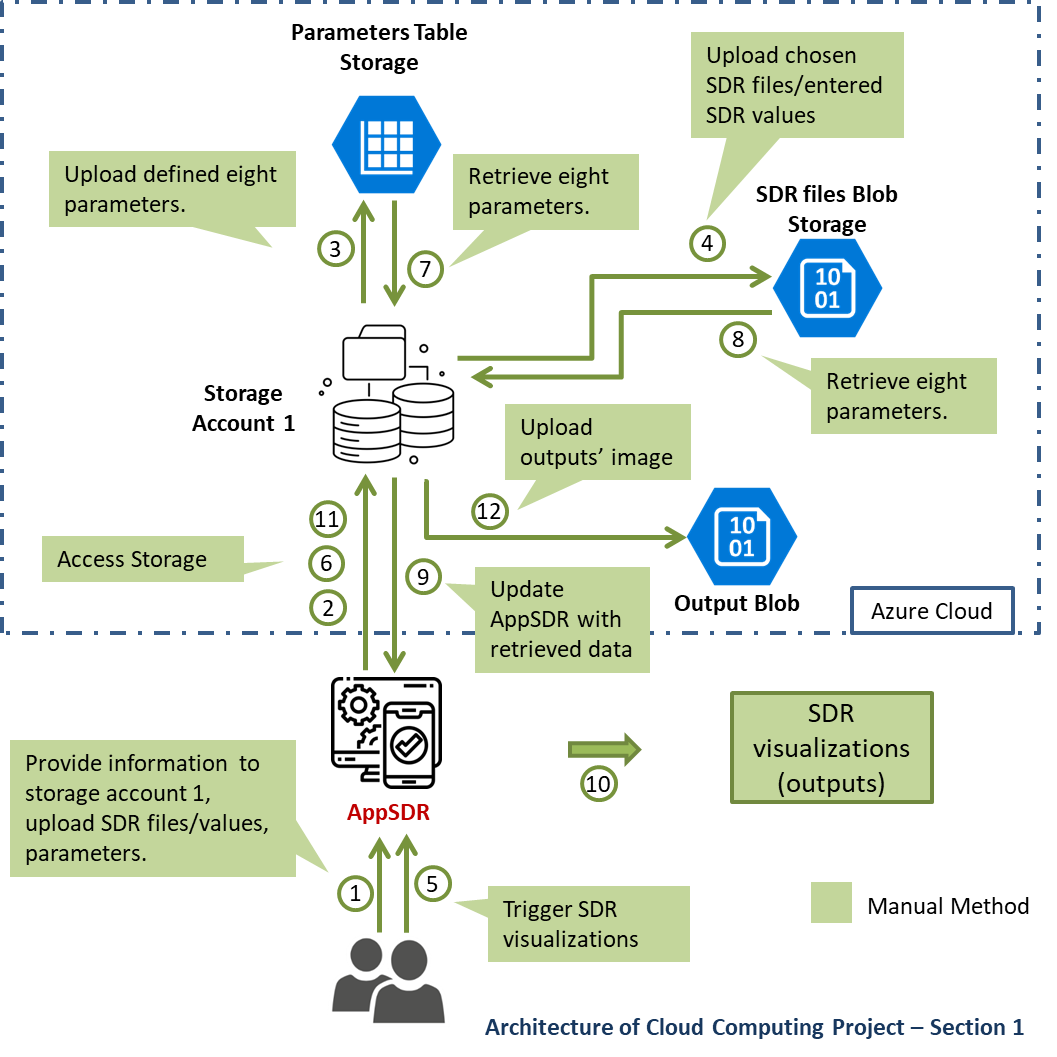 Parameters Table
Storage
Upload chosen
SDR files/entered
SDR values
Upload defined eight
parameters.
Retrieve eight
parameters.
SDR files Blob
Storage
3
7
4
10
01
8
Storage
Account 1
Retrieve eight
parameters.
Upload
outputs’ image
11
12
10
01
Access Storage
6
9
2
Update
AppSDR with
retrieved data
Output Blob
Azure Cloud
SDR
visualizations
(outputs)
Provide information to
storage account 1,
upload SDR files/values,
parameters.
10
AppSDR
1
5
Trigger SDR
visualizations
Manual Method
Architecture of Cloud Computing Project – Section 1